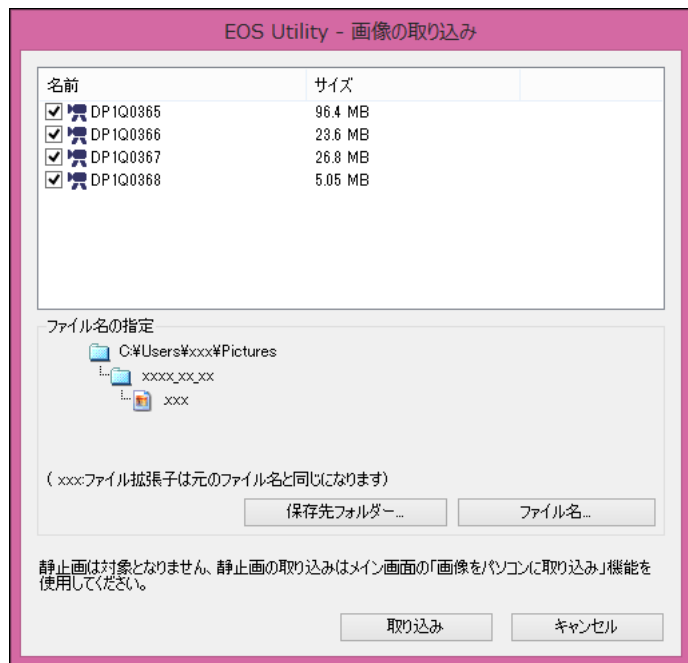 EOS Utility - 画像の取り込み
名前 サイズ
DP1Q0365 96.4 MB
DP1Q0366 23.6 MB
DP1Q0367 26.8 MB
DP1Q0368 5.05 MB
ファイル名の指定
C:¥Users¥xxx¥Pictures
xxxx_xx_xx
xxx
( xxx:ファイル拡張子は元のファイル名と同じになります)
保存先フォルダー... ファイル名...
静止画は対象となりません、静止画の取り込みはメイン画面の「画像をパソコンに取り込み」機能を
使用してください。
取り込み キャンセル